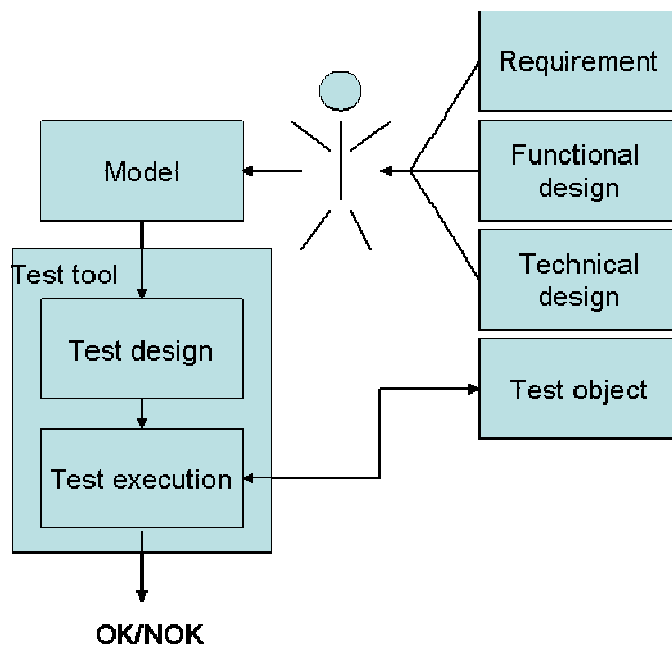 Requirement
Model
Functional
design
Technical
design
Test tool
Test design
Test object
Test execution
OK/NOK